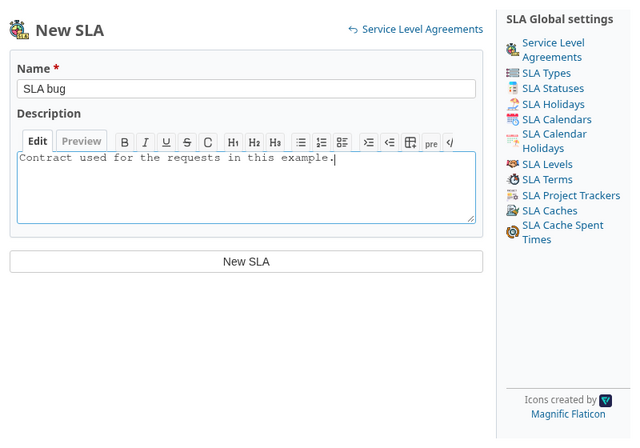 New SLA
Service Level Agreements
Name *
SLA bug
Description
Edit Preview B I U S C H1 H2 H3 pre
Contract used for the requests in this example.
New SLA
SLA Global settings
Service Level
Agreements
SLA Types
SLA Statuses
SLA Holidays
SLA Calendars
SLA Calendar
Holidays
SLA Levels
SLA Terms
SLA Project Trackers
SLA Caches
SLA Cache Spent
Times
Icons created by
Magnific Flaticon